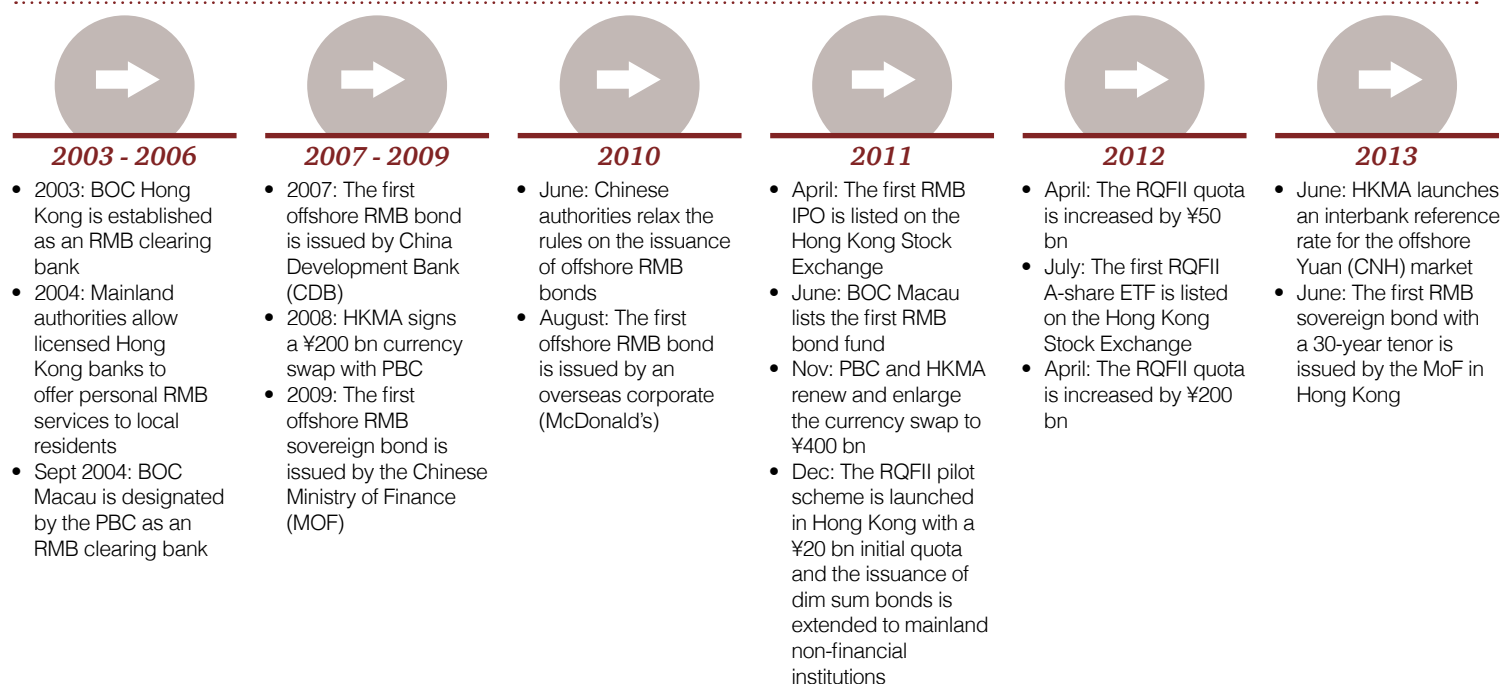 2003 - 2006
• 2003: BOC Hong
Kong is established
as an RMB clearing
bank
• 2004: Mainland
authorities allow
licensed Hong
Kong banks to
offer personal RMB
services to local
residents
• Sept 2004: BOC
Macau is designated
by the PBC as an
RMB clearing bank
2007 - 2009
• 2007: The first
offshore RMB bond
is issued by China
Development Bank
(CDB)
• 2008: HKMA signs
a ¥200 bn currency
swap with PBC
• 2009: The first
offshore RMB
sovereign bond is
issued by the Chinese
Ministry of Finance
(MOF)
2010
• June: Chinese
authorities relax the
rules on the issuance
of offshore RMB
bonds
• August: The first
offshore RMB bond
is issued by an
overseas corporate
(McDonald's)
2011
• April: The first RMB
IPO is listed on the
Hong Kong Stock
Exchange
• June: BOC Macau
lists the first RMB
bond fund
• Nov: PBC and HKMA
renew and enlarge
the currency swap to
¥400 bn
• Dec: The RQFII pilot
scheme is launched
in Hong Kong with a
¥20 bn initial quota
and the issuance of
dim sum bonds is
extended to mainland
non-financial
institutions
2012
• April: The RQFII quota
is increased by ¥50
bn
• July: The first RQFII
A-share ETF is listed
on the Hong Kong
Stock Exchange
• April: The RQFII quota
is increased by ¥200
bn
2013
• June: HKMA launches
an interbank reference
rate for the offshore
Yuan (CNH) market
• June: The first RMB
sovereign bond with
a 30-year tenor is
issued by the MoF in
Hong Kong